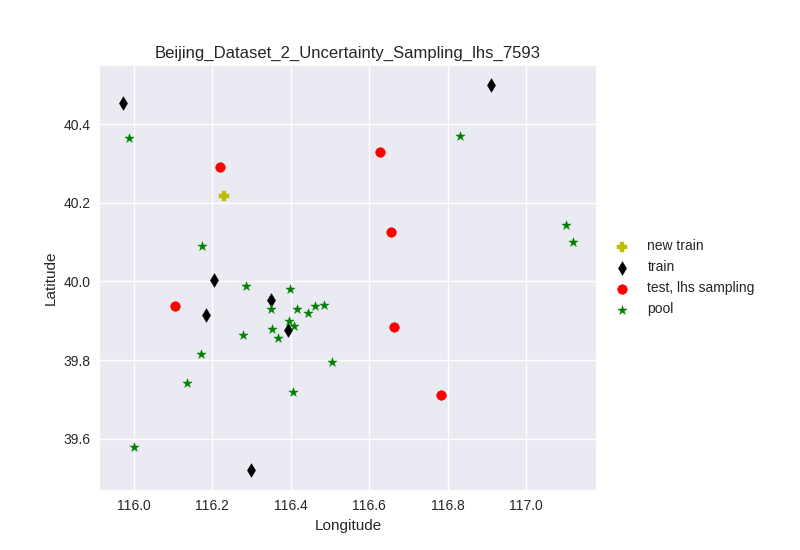 Beijing_Dataset_2_Uncertainty_Sampling_lhs_7593
40.4
40.2
40.0
39.8
39.6
Latitude
116.0 116.2 116.4 116.6 116.8 117.0
Longitude
new train
train
test, lhs sampling
pool